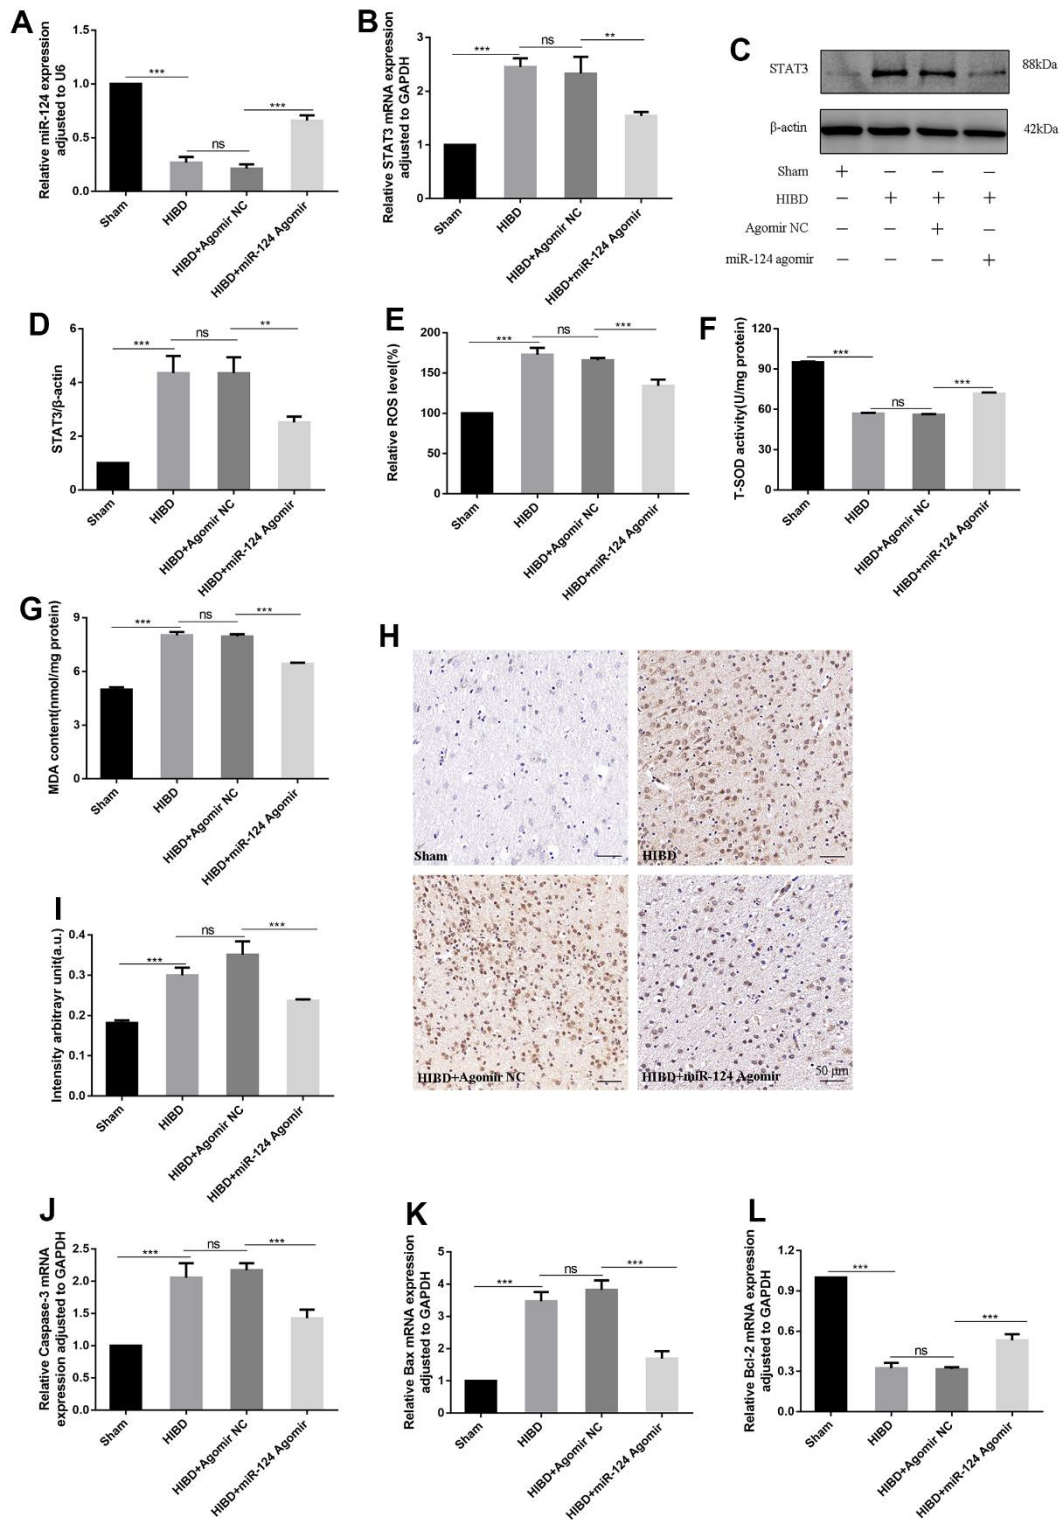 A
Relative miR-124 expression
adjusted to U6
1.5
1.0
0.5
0.0
***
ns
***
Sham
HIBD
HIBD+Agomir NC
HIBD+miR-124 Agomir
B
Relative STAT3 mRNA expression
adjusted to GAPDH
3
2
1
0
***
ns
**
Sham
HIBD
HIBD+Agomir NC
HIBD+miR-124 Agomir
C
STAT3
88kDa
β-actin
42kDa
Sham + − − −
HIBD − + + +
Agomir NC − − + −
miR-124 agomir − − − +
D
STAT3/β-actin
6
4
2
0
***
ns
**
Sham
HIBD
HIBD+Agomir NC
HIBD+miR-124 Agomir
E
Relative ROS level(%)
200
150
100
50
0
***
ns
***
Sham
HIBD
HIBD+Agomir NC
HIBD+miR-124 Agomir
F
T-SOD activity(U/mg protein)
120
90
60
30
0
***
ns
***
Sham
HIBD
HIBD+Agomir NC
HIBD+miR-124 Agomir
G
MDA content(nmol/mg protein)
9
6
3
0
***
ns
***
Sham
HIBD
HIBD+Agomir NC
HIBD+miR-124 Agomir
H
Sham
HIBD
HIBD+Agomir NC
HIBD+miR-124 Agomir
50 μm
I
Intensity arbitrayr unit(a.u.)
0.4
0.3
0.2
0.1
0.0
***
ns
***
Sham
HIBD
HIBD+Agomir NC
HIBD+miR-124 Agomir
J
Relative Caspase-3 mRNA
expression adjusted to GAPDH
2.5
2.0
1.5
1.0
0.5
0.0
***
ns
***
Sham
HIBD
HIBD+Agomir NC
HIBD+miR-124 Agomir
K
Relative Bax mRNA expression
adjusted to GAPDH
5
4
3
2
1
0
***
ns
***
Sham
HIBD
HIBD+Agomir NC
HIBD+miR-124 Agomir
L
Relative Bcl-2 mRNA expression
adjusted to GAPDH
1.2
0.9
0.6
0.3
0.0
***
ns
***
Sham
HIBD
HIBD+Agomir NC
HIBD+miR-124 Agomir